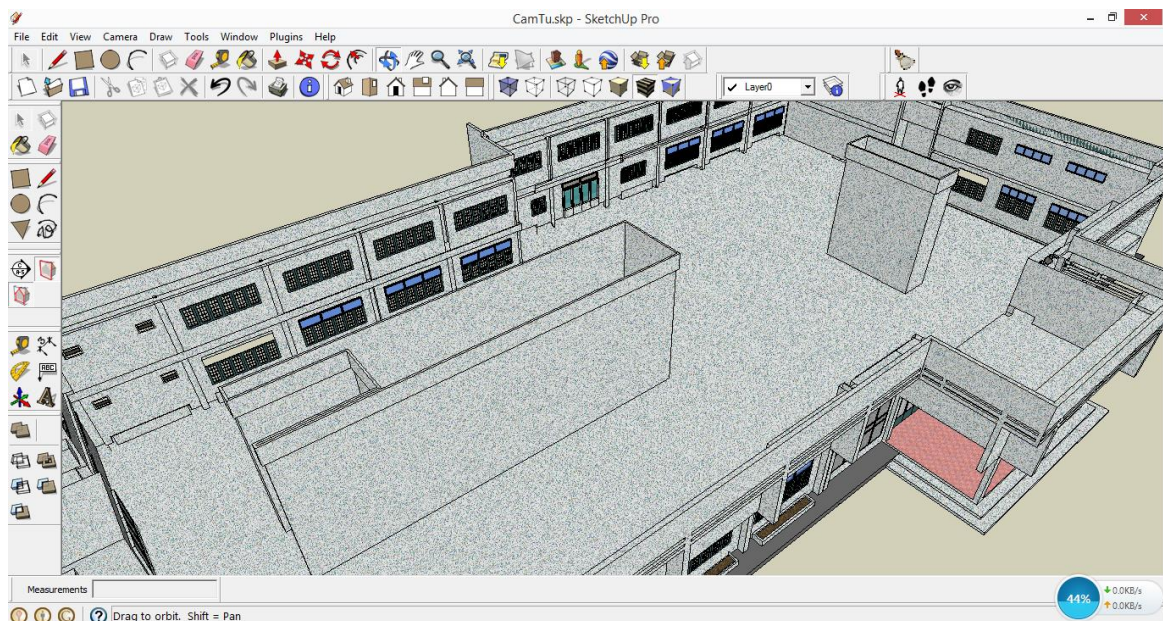 CamTu.skp - SketchUp Pro
File Edit View Camera Draw Tools Window Plugins Help
Layer0
ABC
Measurements
44%
0.0KB/s
0.0KB/s
Drag to orbit. Shift = Pan